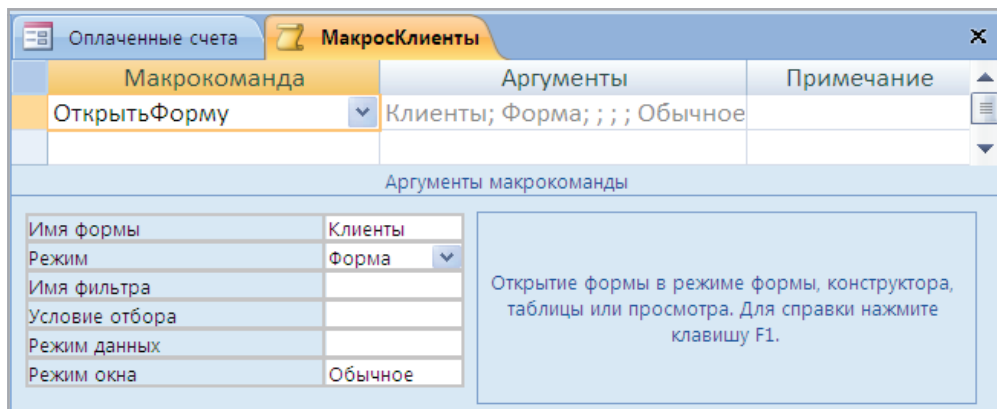 Оплаченные счета МакросКлиенты
Макрокоманда Аргументы Примечание
ОткрытьФорму Клиенты; Форма; ; ; ; Обычное
Аргументы макрокоманды
Имя формы Клиенты
Режим Форма
Имя фильтра
Условие отбора
Режим данных
Режим окна Обычное
Открытие формы в режиме формы, конструктора,
таблицы или просмотра. Для справки нажмите
клавишу F1.